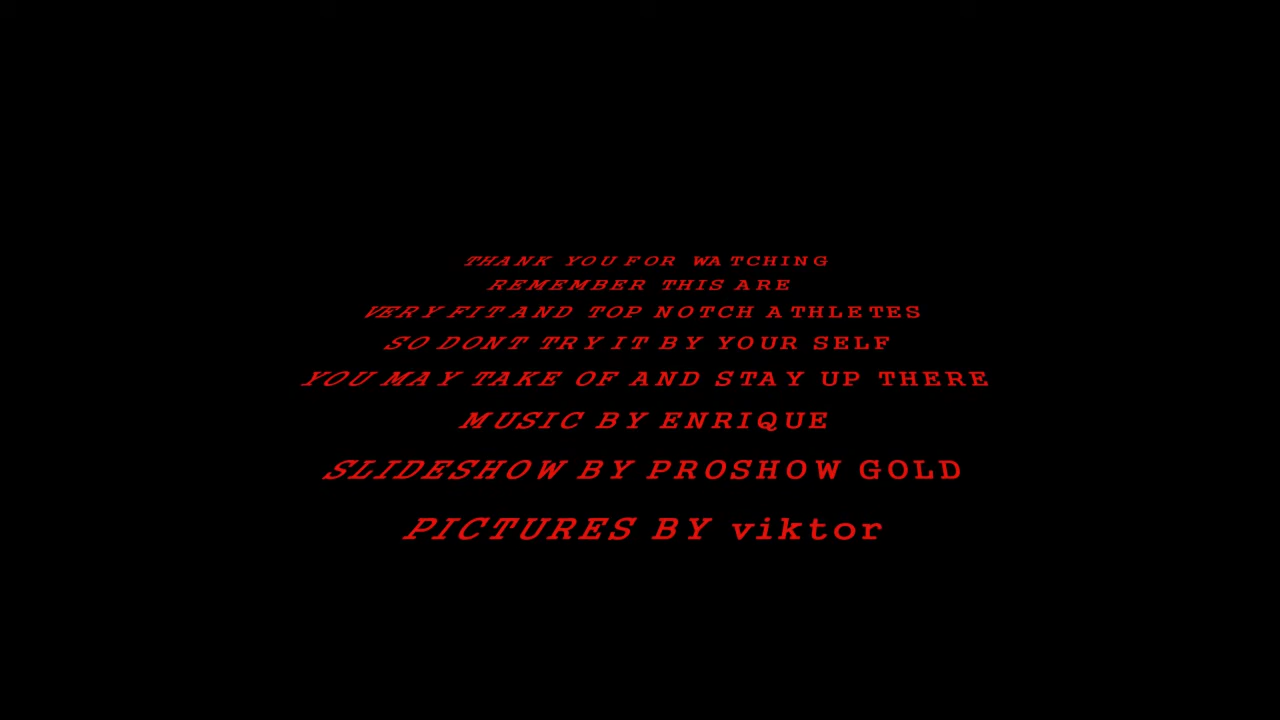 THANK YOU FOR WATCHING
REMEMBER THIS ARE
VERY FIT AND TOP NOTCH ATHLETES
SO DONT TRY IT BY YOUR SELF
YOU MAY TAKE OF AND STAY UP THERE
MUSIC BY ENRIQUE
SLIDESHOW BY PROSHOW GOLD
PICTURES BY viktor